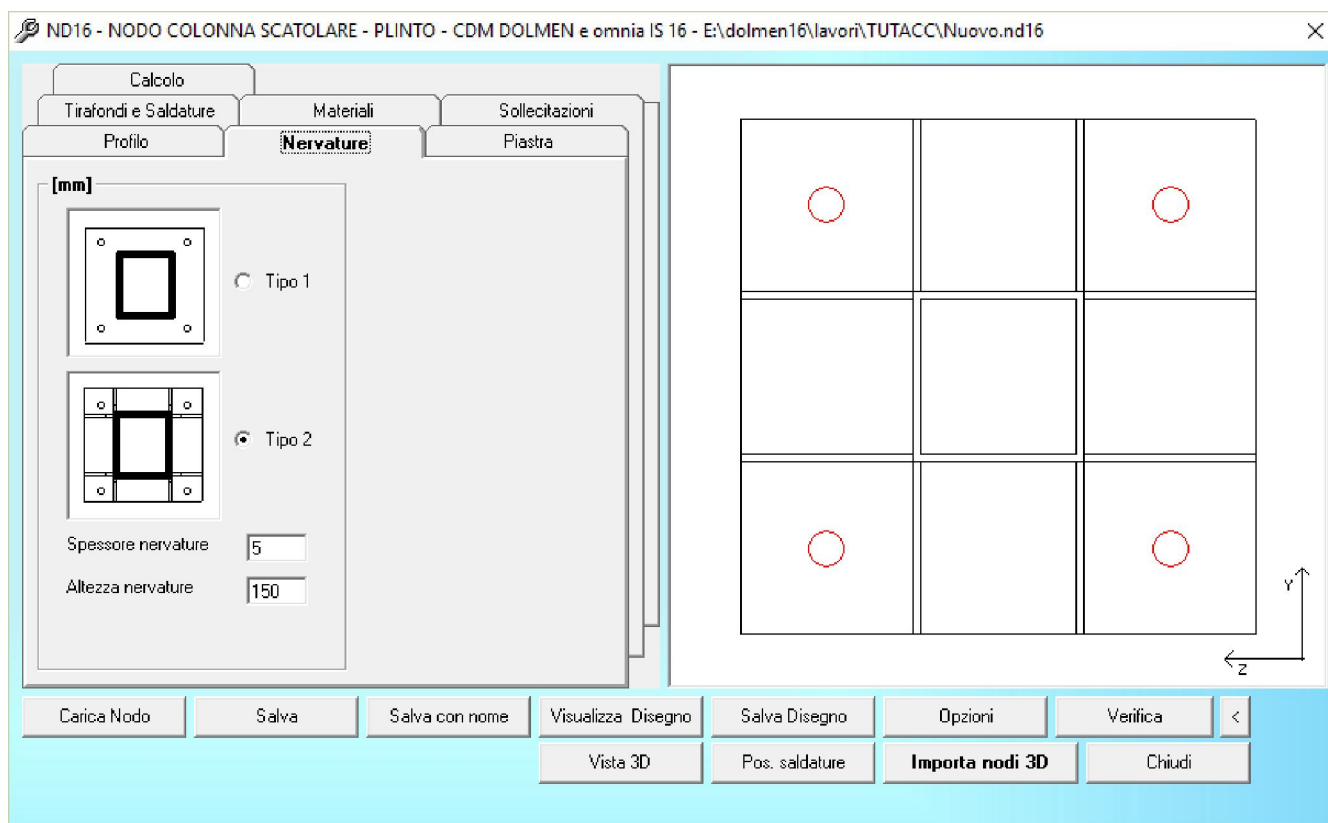 ND16 - NODO COLONNA SCATOLARE - PLINTO - CDM DOLMEN e omnia IS 16 - E:\dolmen16\lavori\TUTACC\Nuovo.nd16
Calcolo
Tirafondi e Saldature Materiali Sollecitazioni
Profilo Nervature Piastra
[mm]
Tipo 1
Tipo 2
Spessore nervature 5
Altezza nervature 150
Y
Z
Carica Nodo Salva Salva con nome Visualizza Disegno Salva Disegno Opzioni Verifica <
Vista 3D Pos. saldature Importa nodi 3D Chiudi